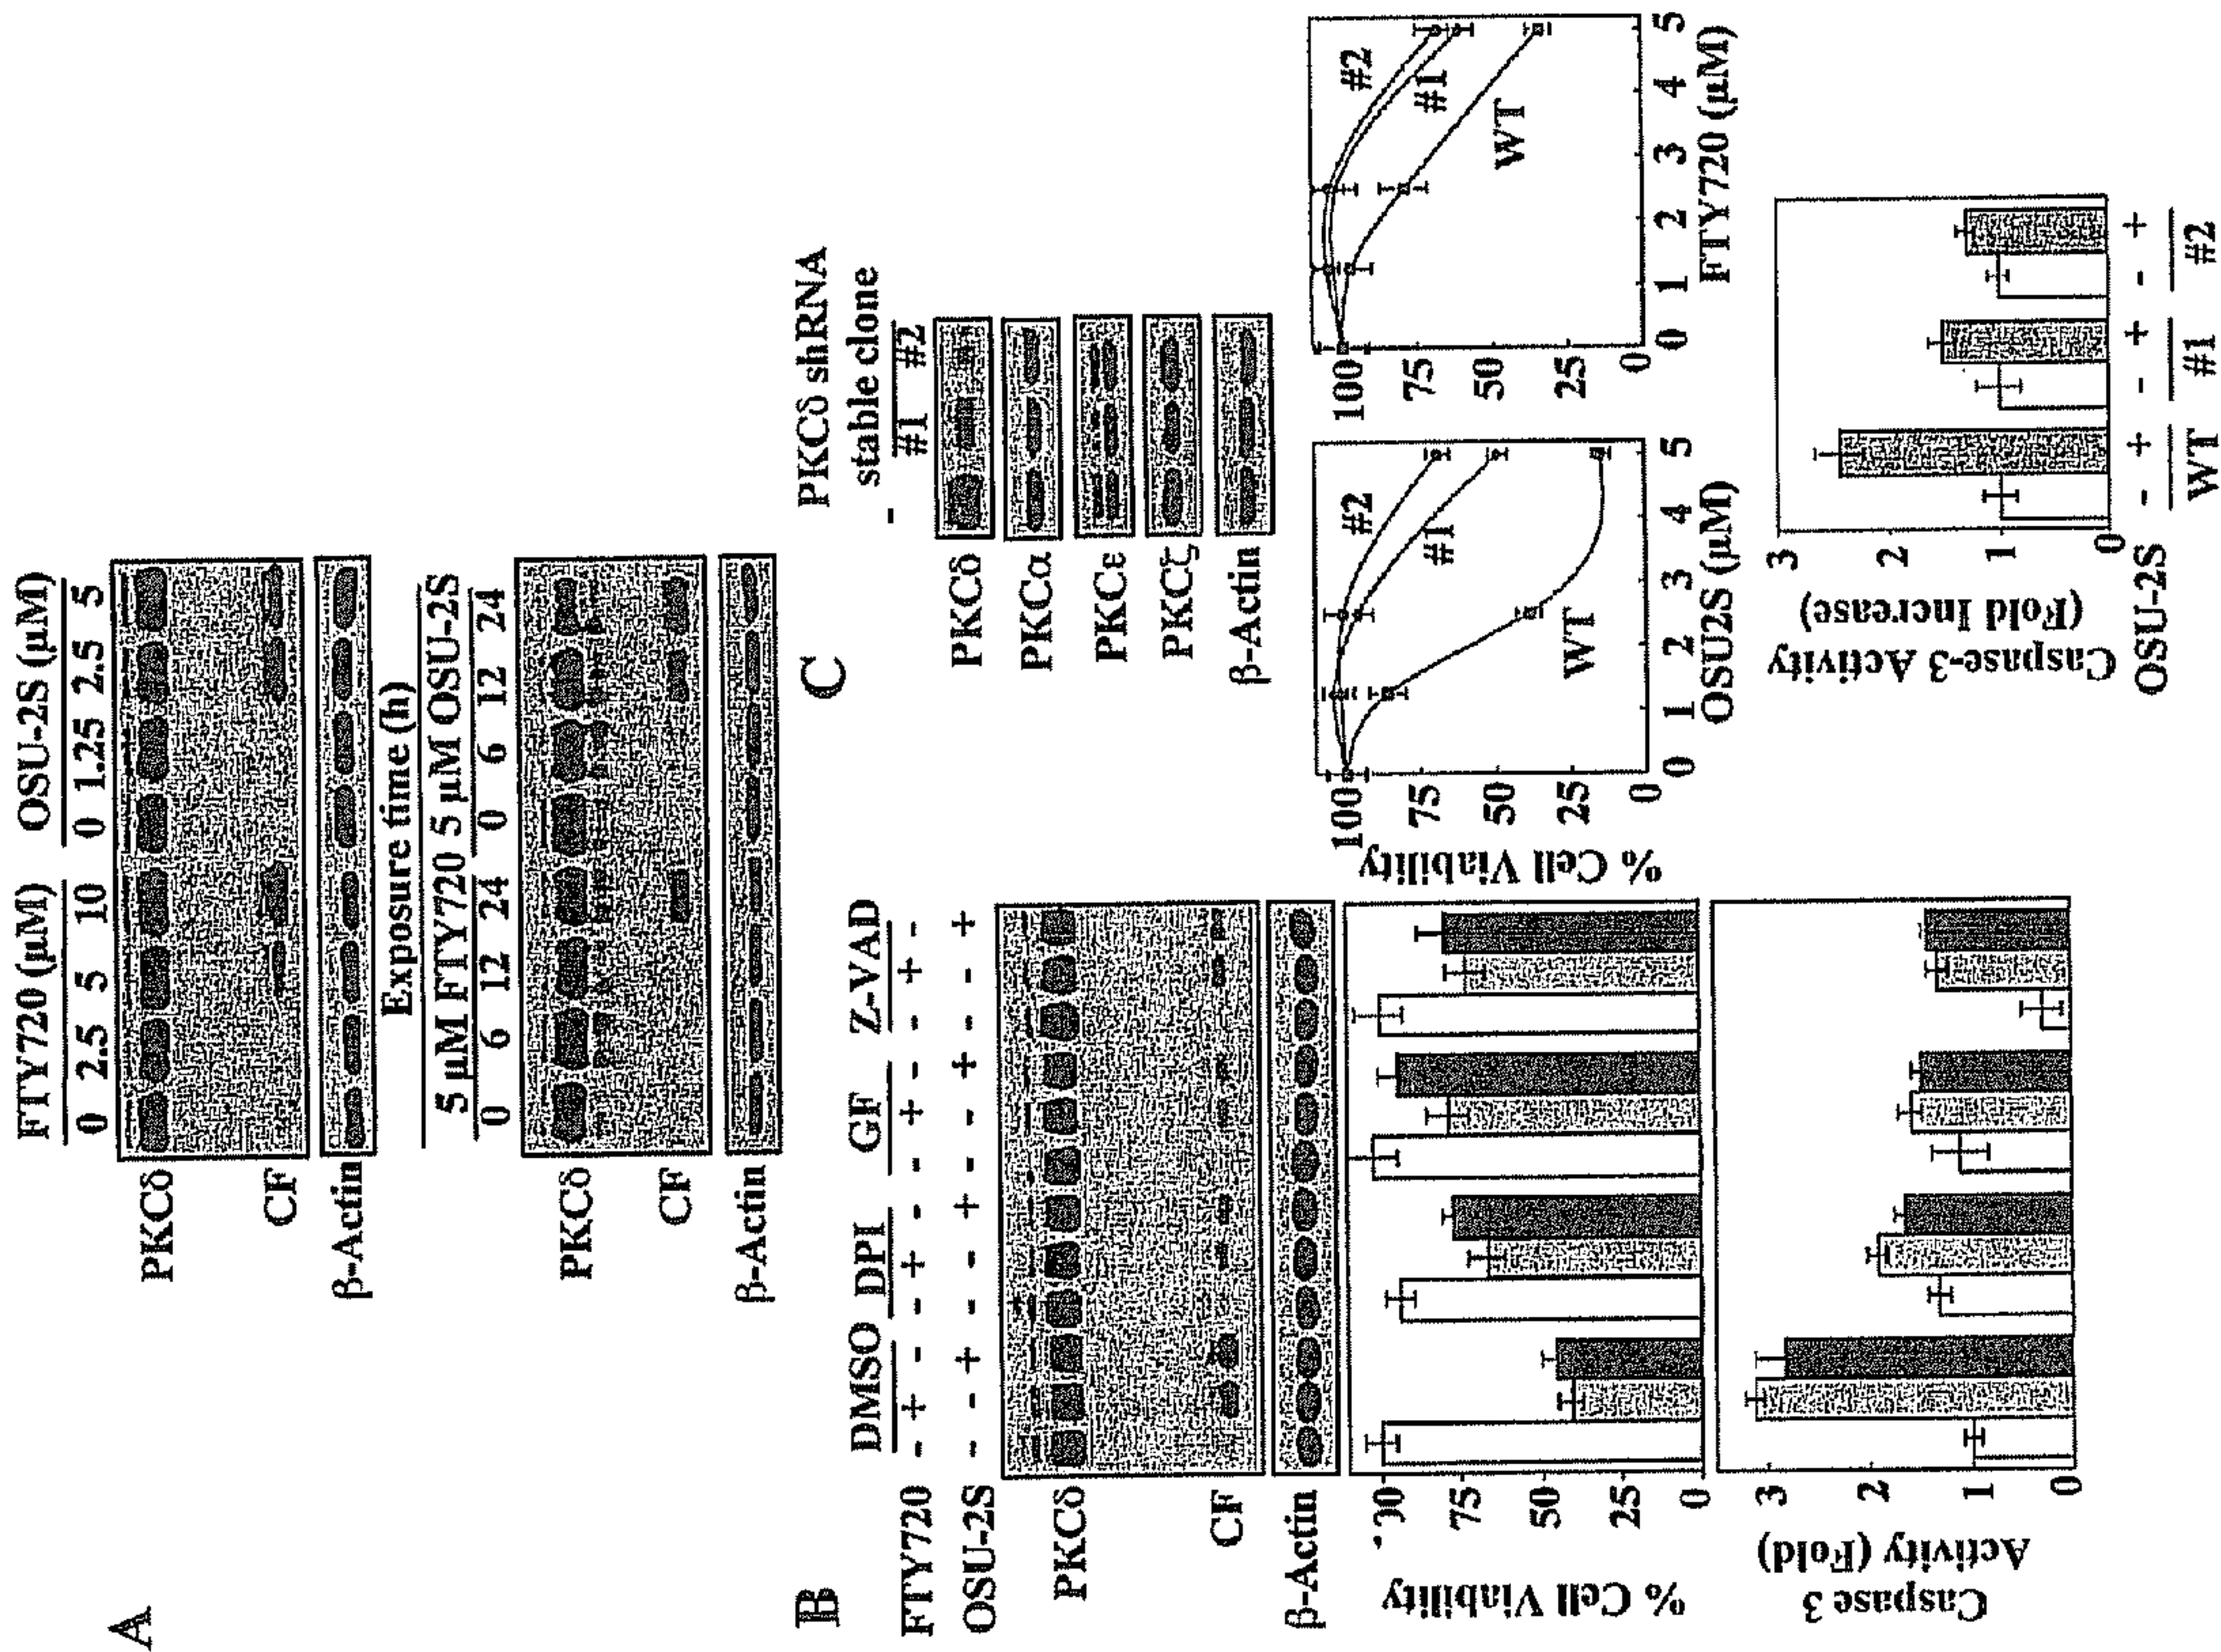 A
FTY720 (µM) OSU-2S (µM)
0 2.5 5 10 0 1.25 2.5 5
PKCδ
CF
β-Actin
Exposure time (h)
5 µM FTY720 5 µM OSU-2S
0 6 12 24 0 6 12 24
PKCδ
CF
β-Actin
B
DMSO DPI GF Z-VAD
FTY720 - + - - + - - + - - + -
OSU-2S - - + - - + - - + - - +
PKCδ
CF
β-Actin
% Cell Viability
75
50
25
0
Caspase 3
Activity (Fold)
3
2
1
0
C
PKCδ shRNA
stable clone
- #1 #2
PKCδ
PKCα
PKCε
PKCζ
β-Actin
% Cell Viability
100
75
50
25
0
#2
#1
WT
0 1 2 3 4 5
OSU2S (µM)
100
75
50
25
0
#2
#1
WT
0 1 2 3 4 5
FTY720 (µM)
Caspase-3 Activity
(Fold Increase)
3
2
1
0
OSU-2S - + - + - +
WT #1 #2